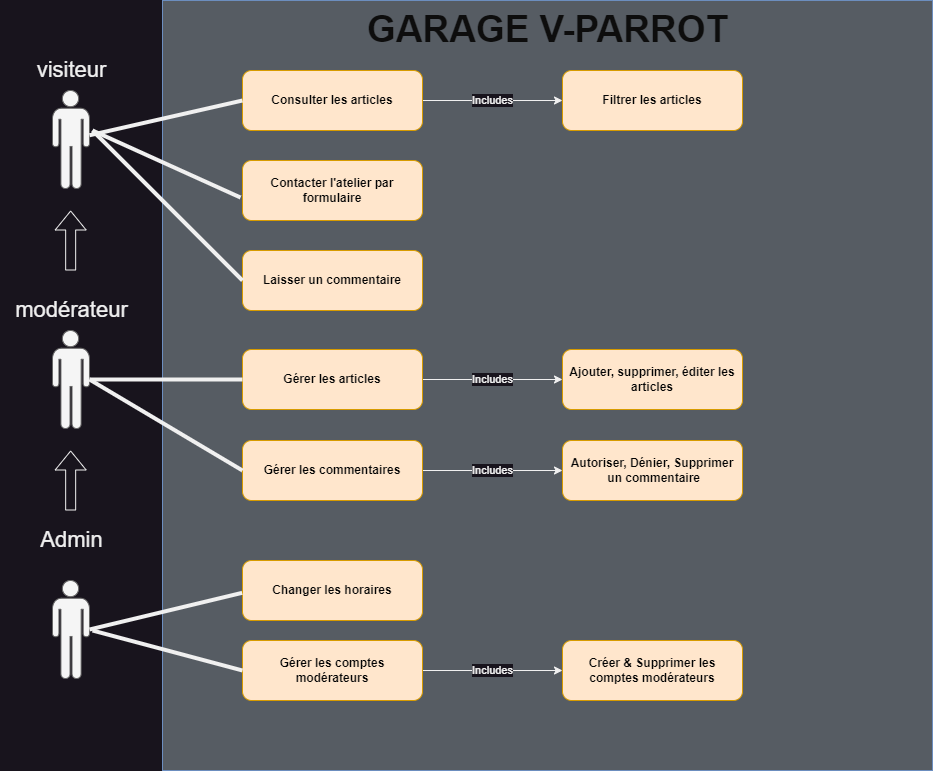 GARAGE V-PARROT
visiteur
Consulter les articles
Includes
Filtrer les articles
Contacter l'atelier par
formulaire
Laisser un commentaire
modérateur
Gérer les articles
Includes
Ajouter, supprimer, éditer les
articles
Gérer les commentaires
Includes
Autoriser, Dénier, Supprimer
un commentaire
Admin
Changer les horaires
Gérer les comptes
modérateurs
Includes
Créer & Supprimer les
comptes modérateurs